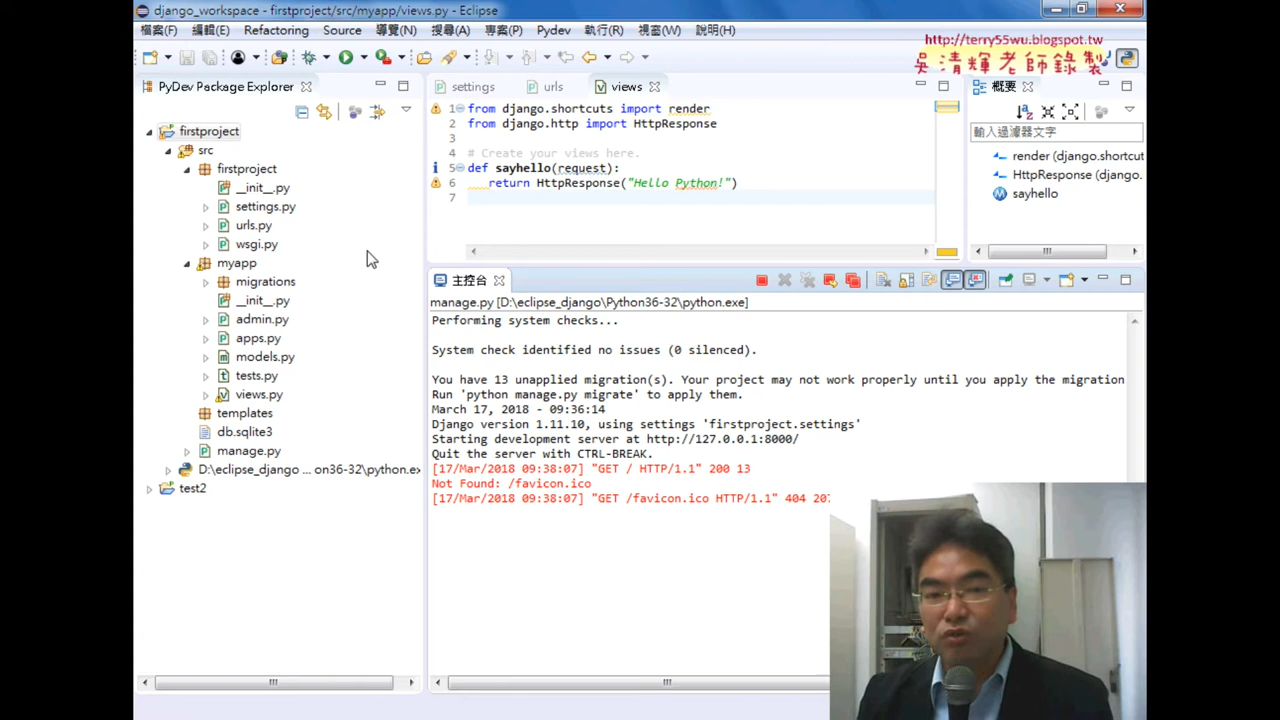 django_workspace - firstproject/src/myapp/views.py - Eclipse
檔案(F) 編輯(E) Refactoring Source 導覽(N) 搜尋(A) 專案(P) Pydev 執行(R) 視窗(W) 說明(H)
http://terry55wu.blogspot.tw
吳清輝老師錄製
PyDev Package Explorer
firstproject
src
firstproject
__init__.py
settings.py
urls.py
wsgi.py
myapp
migrations
__init__.py
admin.py
apps.py
models.py
tests.py
views.py
templates
db.sqlite3
manage.py
D:\eclipse_django ... on36-32\python.ex
test2
settings urls views
1 from django.shortcuts import render
2 from django.http import HttpResponse
3
4 # Create your views here.
5 def sayhello(request):
6 return HttpResponse("Hello Python!")
7
概要
輸入過濾器文字
render (django.shortcut
HttpResponse (django.
sayhello
主控台
manage.py [D:\eclipse_django\Python36-32\python.exe]
Performing system checks...
System check identified no issues (0 silenced).
You have 13 unapplied migration(s). Your project may not work properly until you apply the migration
Run 'python manage.py migrate' to apply them.
March 17, 2018 - 09:36:14
Django version 1.11.10, using settings 'firstproject.settings'
Starting development server at http://127.0.0.1:8000/
Quit the server with CTRL-BREAK.
[17/Mar/2018 09:38:07] "GET / HTTP/1.1" 200 13
Not Found: /favicon.ico
[17/Mar/2018 09:38:07] "GET /favicon.ico HTTP/1.1" 404 207